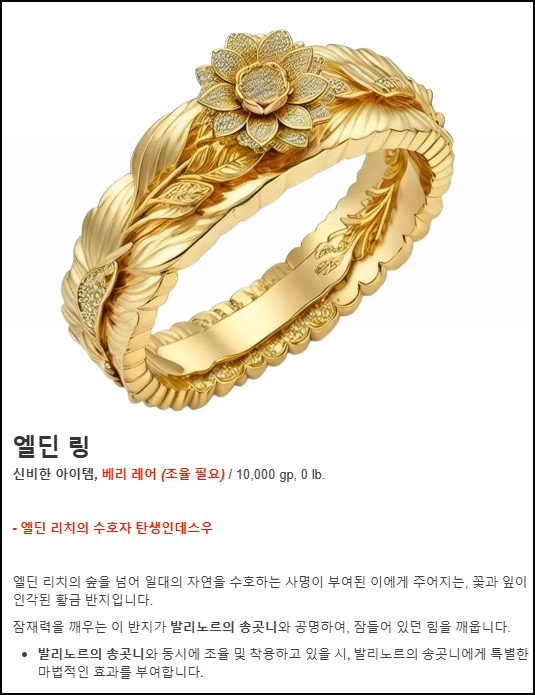 엘딘 링
신비한 아이템, 베리 레어 (조율 필요) / 10,000 gp, 0 lb.
- 엘딘 리치의 수호자 탄생인데스우
엘딘 리치의 숲을 넘어 일대의 자연을 수호하는 사명이 부여된 이에게 주어지는, 꽃과 잎이
인각된 황금 반지입니다.
잠재력을 깨우는 이 반지가 발리노르의 송곳니와 공명하여, 잠들어 있던 힘을 깨웁니다.
• 발리노르의 송곳니와 동시에 조율 및 착용하고 있을 시, 발리노르의 송곳니에게 특별한
마법적인 효과를 부여합니다.